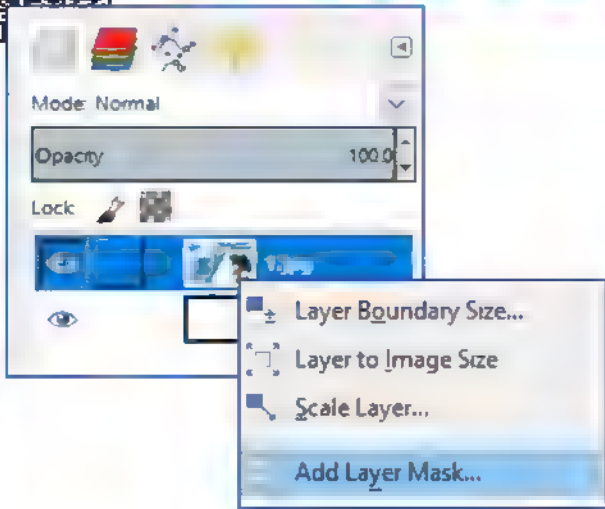 Mode: Normal
Opacity 100.0
Lock
Layer Boundary Size...
Layer to Image Size
Scale Layer...
Add Layer Mask...